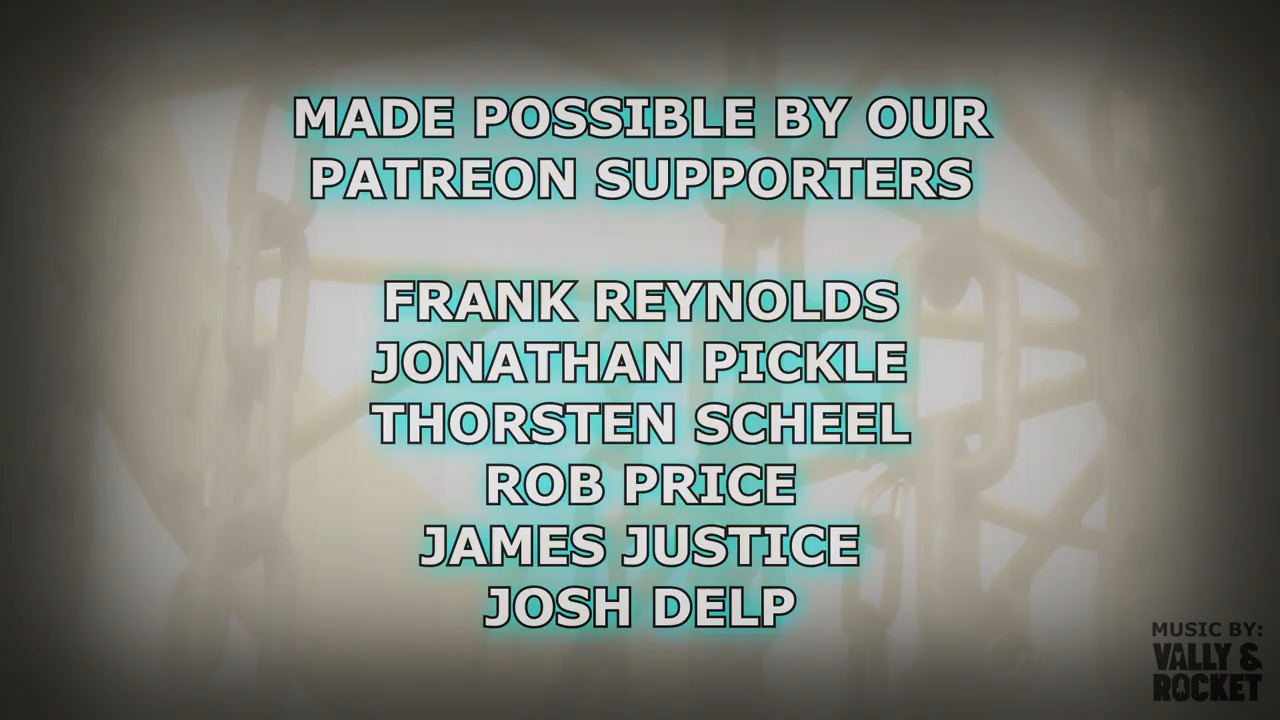 MADE POSSIBLE BY OUR
PATREON SUPPORTERS
FRANK REYNOLDS
JONATHAN PICKLE
THORSTEN SCHEEL
ROB PRICE
JAMES JUSTICE
JOSH DELP
MUSIC BY:
VALLY &
ROCKET